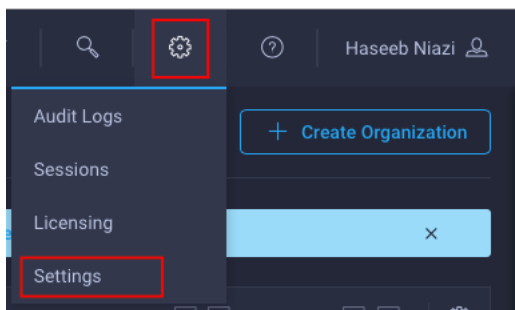 Haseeb Niazi
Audit Logs
+ Create Organization
Sessions
Licensing
Settings